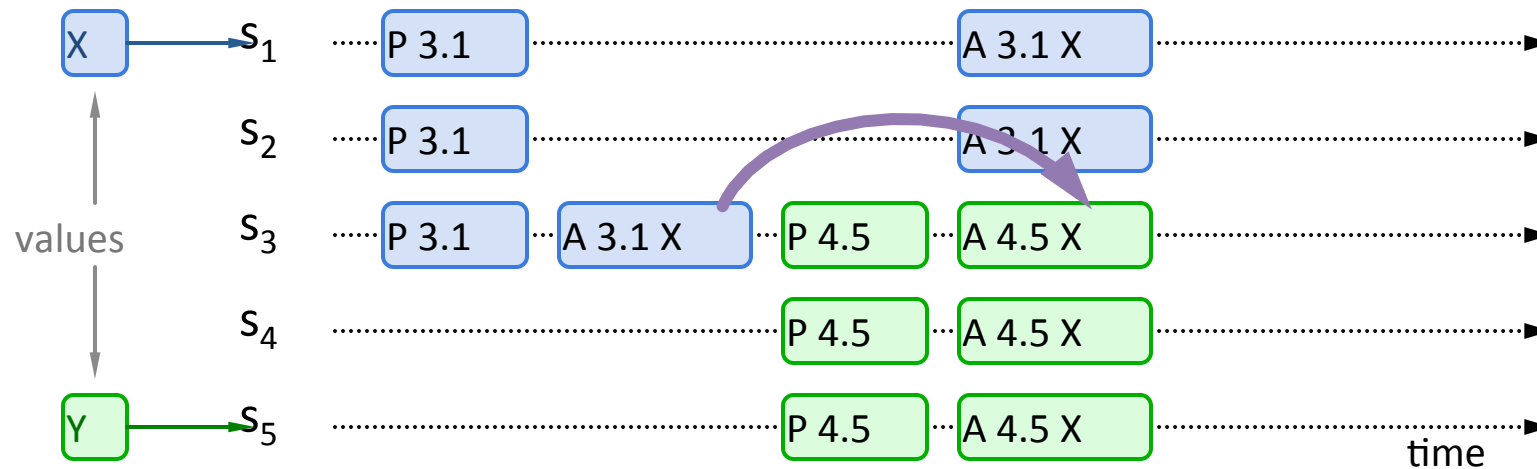 X S1 P 3.1 A 3.1 X
S2 P 3.1 A 3.1 X
values S3 P 3.1 A 3.1 X P 4.5 A 4.5 X
S4 P 4.5 A 4.5 X
Y S5 P 4.5 A 4.5 X
time